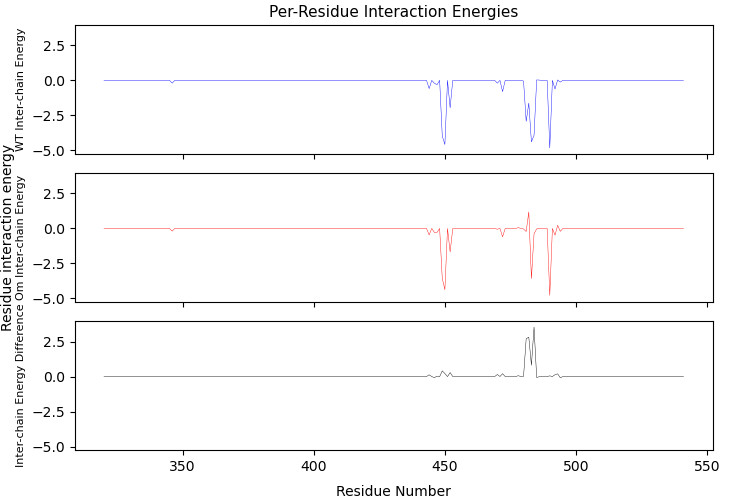 Per-Residue Interaction Energies
Residue interaction energy
WT Inter-chain Energy
2.5
0.0
−2.5
−5.0
Om Inter-chain Energy
2.5
0.0
−2.5
−5.0
Inter-chain Energy Difference
2.5
0.0
−2.5
−5.0
350
400
450
500
550
Residue Number